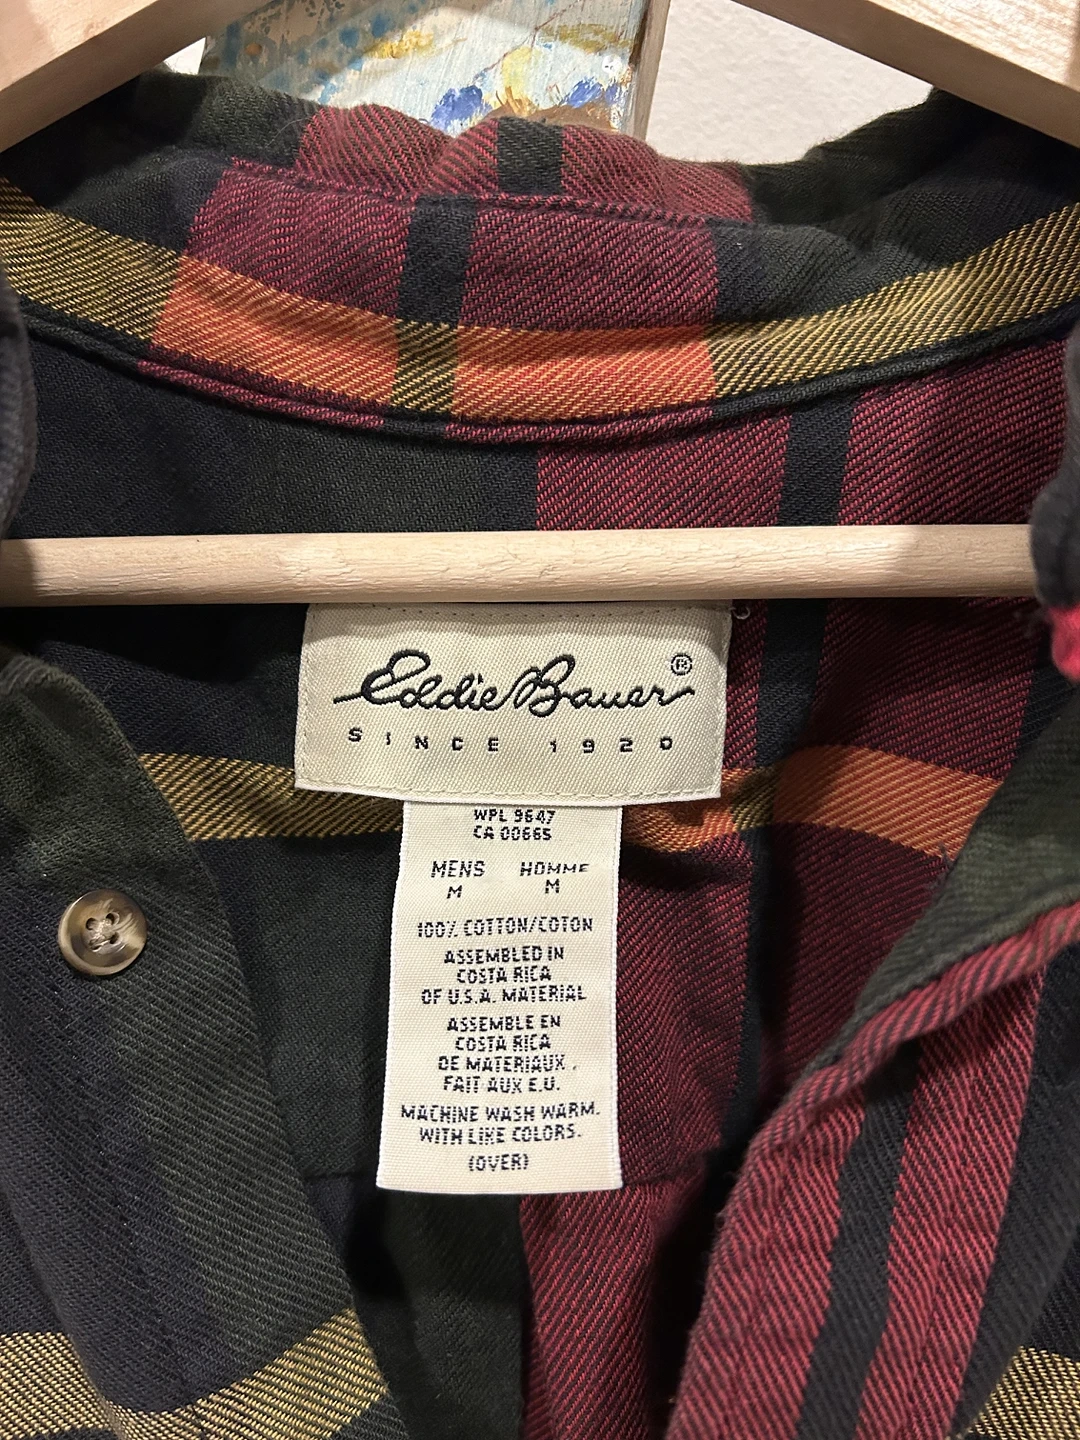 Eddie Bauer®
SINCE 1920
WPL 9647
CA 00665
MENS HOMME
M M
100% COTTON/COTON
ASSEMBLED IN
COSTA RICA
OF U.S.A. MATERIAL
ASSEMBLE EN
COSTA RICA
DE MATERIAUX.
FAIT AUX E.U.
MACHINE WASH WARM.
WITH LIKE COLORS.
(OVER)